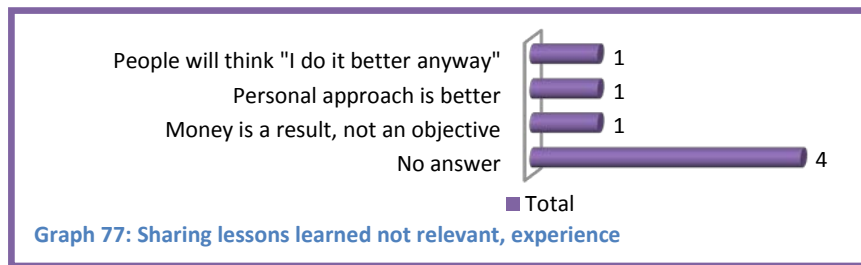 People will think "I do it better anyway" 1
Personal approach is better 1
Money is a result, not an objective 1
No answer 4
Total
Graph 77: Sharing lessons learned not relevant, experience